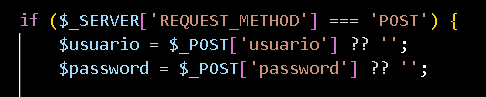 if ($_SERVER['REQUEST_METHOD'] === 'POST') {
    $usuario = $_POST['usuario'] ?? '';
    $password = $_POST['password'] ?? '';